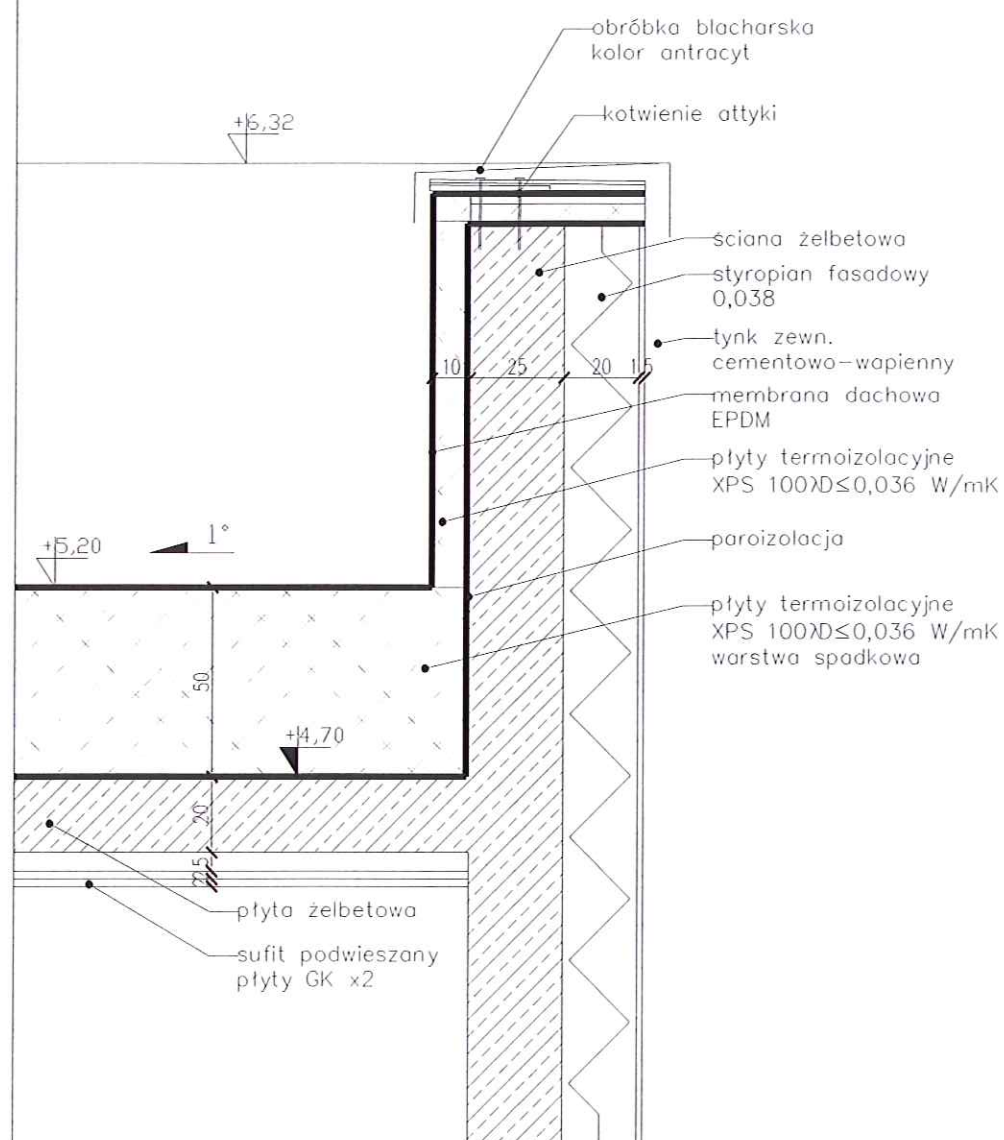 obróbka blacharska
kolor antracyt
kotwienie attyki
+6,32
ściana żelbetowa
styropian fasadowy
0,038
tynk zewn.
cementowo-wapienny
10 25 20 1,5
membrana dachowa
EPDM
płyty termoizolacyjne
XPS 100λD≤0,036 W/mK
paroizolacja
+5,20
1°
płyty termoizolacyjne
XPS 100λD≤0,036 W/mK
warstwa spadkowa
50
+4,70
20
płyta żelbetowa
sufit podwieszany
płyty GK x2